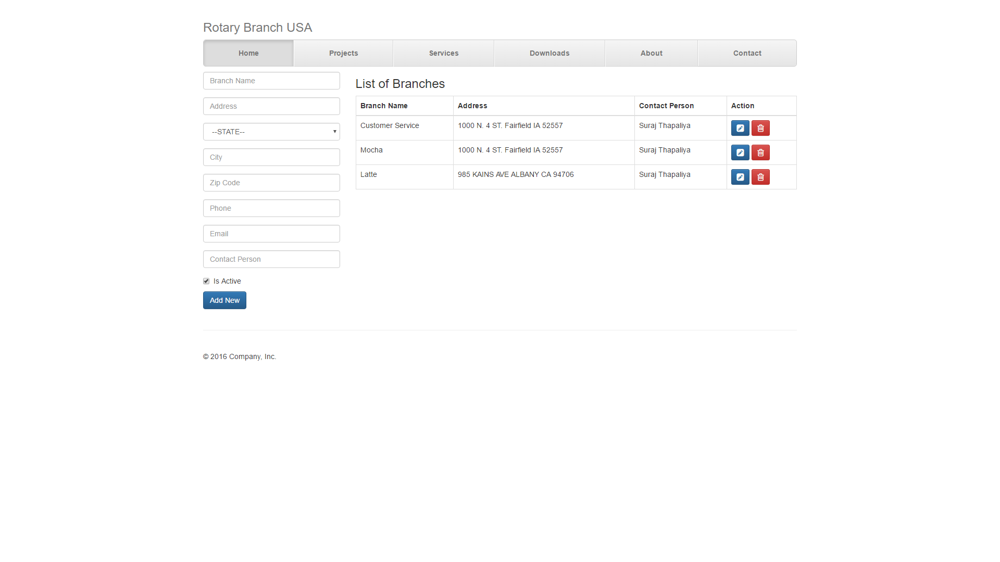 Rotary Branch USA
Home Projects Services Downloads About Contact
Branch Name
Address
--STATE--
City
Zip Code
Phone
Email
Contact Person
Is Active
Add New
List of Branches
Branch Name Address Contact Person Action
Customer Service 1000 N. 4 ST. Fairfield IA 52557 Suraj Thapaliya
Mocha 1000 N. 4 ST. Fairfield IA 52557 Suraj Thapaliya
Latte 985 KAINS AVE ALBANY CA 94706 Suraj Thapaliya
© 2016 Company, Inc.